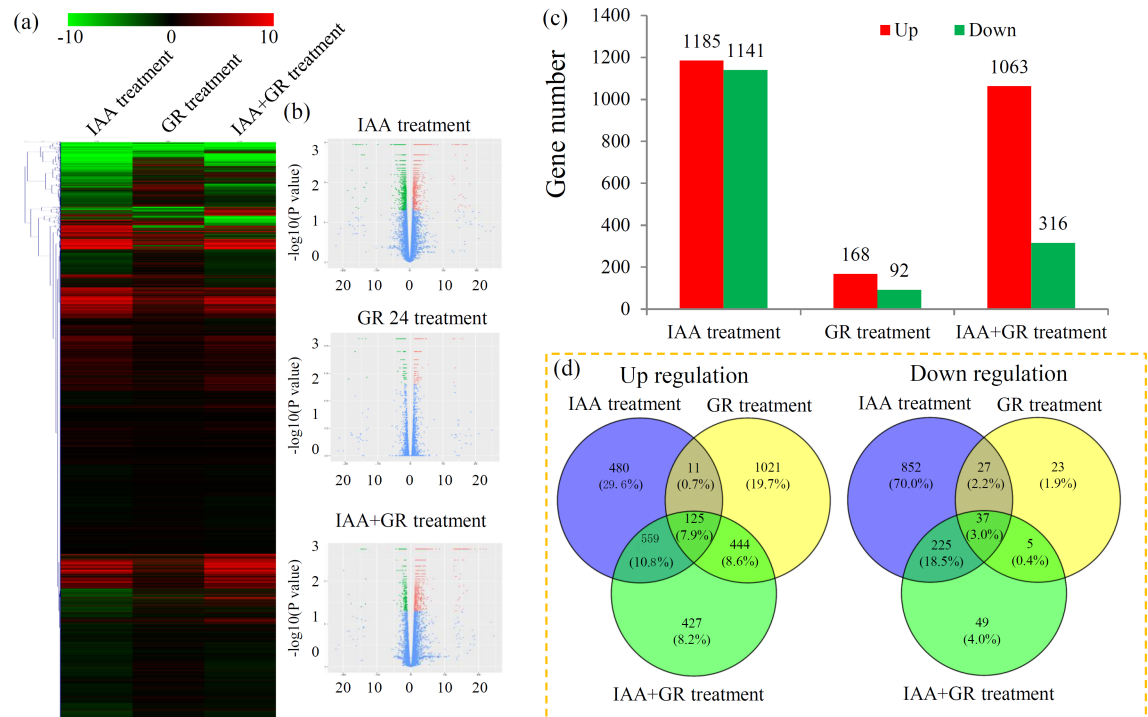 (a)
-10 0 10
IAA treatment
GR treatment
IAA+GR treatment
(b)
IAA treatment
-log10(P value)
3
2
1
0
20 10 0 10 20
GR 24 treatment
-log10(P value)
3
2
1
0
20 10 0 10 20
IAA+GR treatment
-log10(P value)
3
2
1
0
20 10 0 10 20
(c)
Gene number
1400
1200
1000
800
600
400
200
0
Up Down
1185 1141
168 92
1063 316
IAA treatment GR treatment IAA+GR treatment
(d)
Up regulation
IAA treatment GR treatment
480
(29.6%)
11
(0.7%)
1021
(19.7%)
125
(7.9%)
559
(10.8%)
444
(8.6%)
427
(8.2%)
IAA+GR treatment
Down regulation
IAA treatment GR treatment
852
(70.0%)
27
(2.2%)
23
(1.9%)
37
(3.0%)
225
(18.5%)
5
(0.4%)
49
(4.0%)
IAA+GR treatment